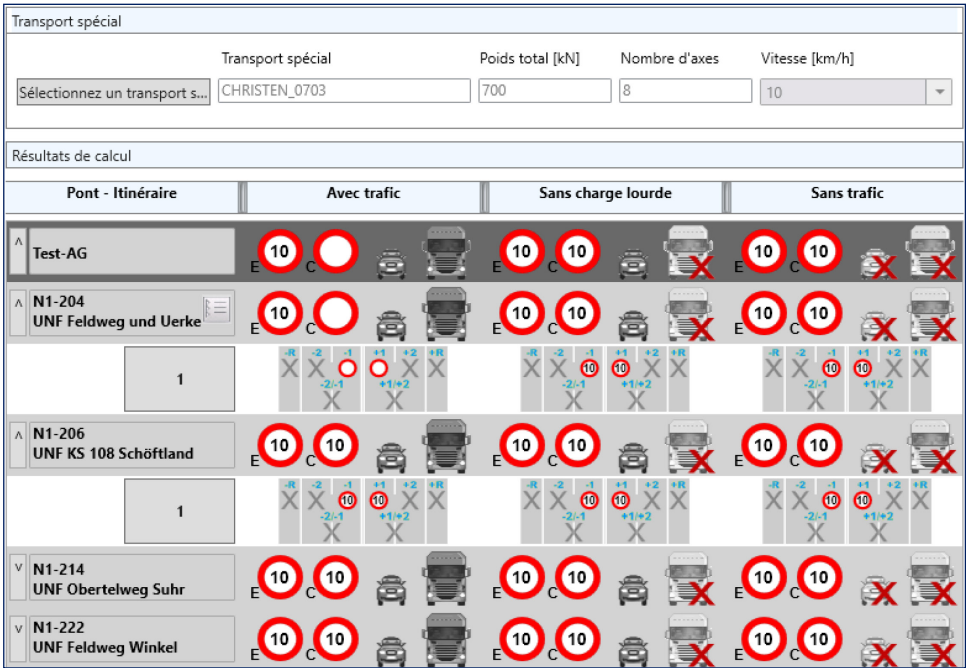 Transport spécial
Transport spécial Poids total [kN] Nombre d'axes Vitesse [km/h]
Sélectionnez un transport s... CHRISTEN_0703 700 8 10
Résultats de calcul
Pont - Itinéraire Avec trafic Sans charge lourde Sans trafic
Test-AG E 10 C E 10 C 10 E 10 C 10
N1-204
UNF Feldweg und Uerke E 10 C E 10 C 10 E 10 C 10
-R -2 -1 +1 +2 +R -R -2 -1 +1 +2 +R -R -2 -1 +1 +2 +R
1 X X X X X X 10 10 X X X X 10 10 X X
-2/-1 +1/+2 -2/-1 +1/+2 -2/-1 +1/+2
X X X X X X
N1-206
UNF KS 108 Schöftland E 10 C 10 E 10 C 10 E 10 C 10
-R -2 -1 +1 +2 +R -R -2 -1 +1 +2 +R -R -2 -1 +1 +2 +R
1 X X 10 10 X X X X 10 10 X X X X 10 10 X X
-2/-1 +1/+2 -2/-1 +1/+2 -2/-1 +1/+2
X X X X X X
N1-214
UNF Obertelweg Suhr E 10 C 10 E 10 C 10 E 10 C 10
N1-222
UNF Feldweg Winkel E 10 C 10 E 10 C 10 E 10 C 10